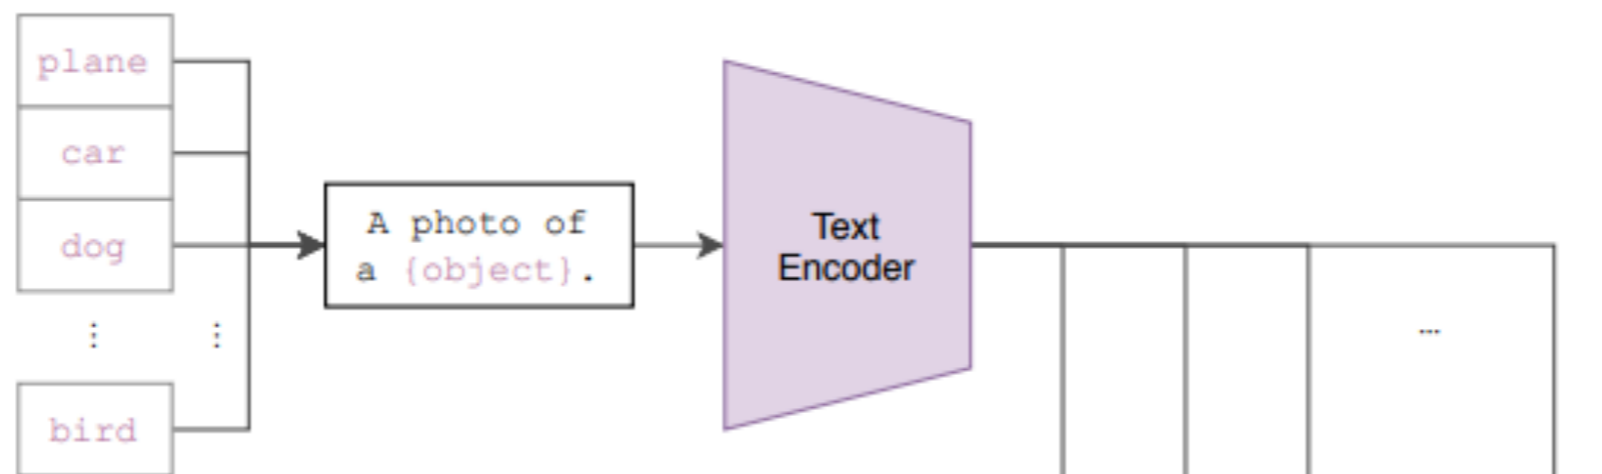 plane
car
dog
⋮ ⋮
bird
A photo of
a {object}.
Text
Encoder
...